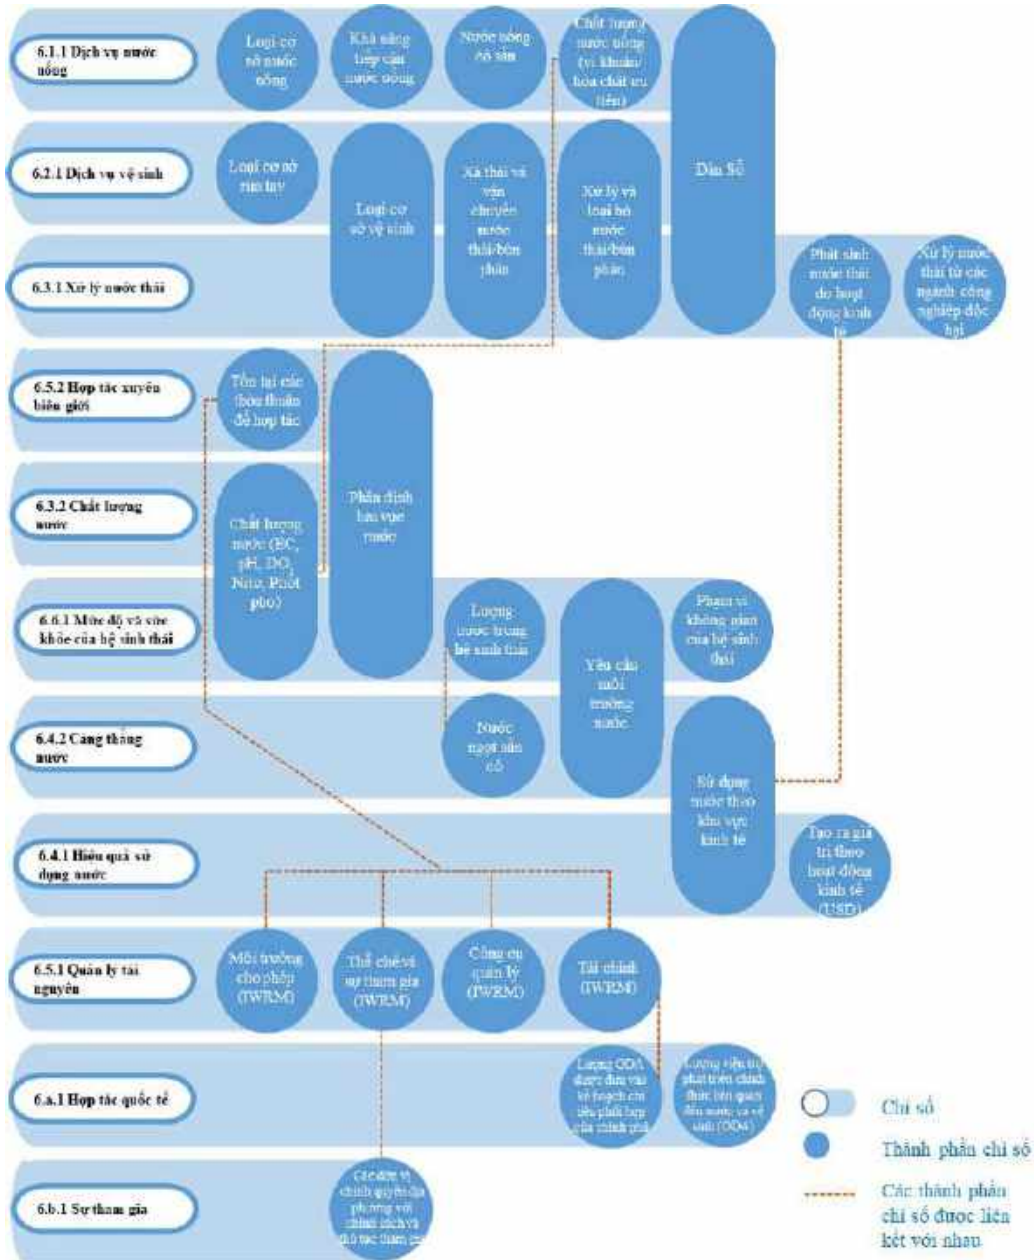 6.1.1 Dịch vụ nước
uống
Loại cơ
sở nước
uống
Khả năng
tiếp cận
nước uống
Nước uống
có sẵn
Chất lượng
nước uống
(vi khuẩn/
hóa chất ưu
tiên)
Dân Số
6.2.1 Dịch vụ vệ sinh
Loại cơ sở
rửa tay
Loại cơ
sở vệ sinh
Xả thải và
vận
chuyển
nước
thải/bùn
phân
Xử lý và
loại bỏ
nước
thải/bùn
phân
6.3.1 Xử lý nước thải
Phát sinh
nước thải
do hoạt
động kinh
tế
Xử lý nước
thải từ các
ngành công
nghiệp độc
hại
6.5.2 Hợp tác xuyên
biên giới
Tồn tại các
thỏa thuận
để hợp tác
Phân định
lưu vực
nước
6.3.2 Chất lượng
nước
Chất lượng
nước (EC,
pH, DO,
Nitơ, Phốt
pho)
6.6.1 Mức độ và sức
khỏe của hệ sinh thái
Lượng
nước trong
hệ sinh thái
Yêu cầu
môi
trường
nước
Phạm vi
không gian
của hệ sinh
thái
6.4.2 Căng thẳng
nước
Nước
ngọt sẵn
có
Sử dụng
nước theo
khu vực
kinh tế
6.4.1 Hiệu quả sử
dụng nước
Tạo ra giá
trị theo
hoạt động
kinh tế
(USD)
6.5.1 Quản lý tài
nguyên
Môi trường
cho phép
(IWRM)
Thể chế và
sự tham gia
(IWRM)
Công cụ
quản lý
(IWRM)
Tài chính
(IWRM)
6.a.1 Hợp tác quốc tế
Lượng ODA
được đưa vào
kế hoạch chi
tiêu phối hợp
của chính phủ
Lượng viện trợ
phát triển chính
thức liên quan
đến nước và vệ
sinh (ODA)
6.b.1 Sự tham gia
Các đơn vị
chính quyền địa
phương với
chính sách và
thủ tục tham gia
Chỉ số
Thành phần chỉ số
Các thành phần
chỉ số được liên
kết với nhau